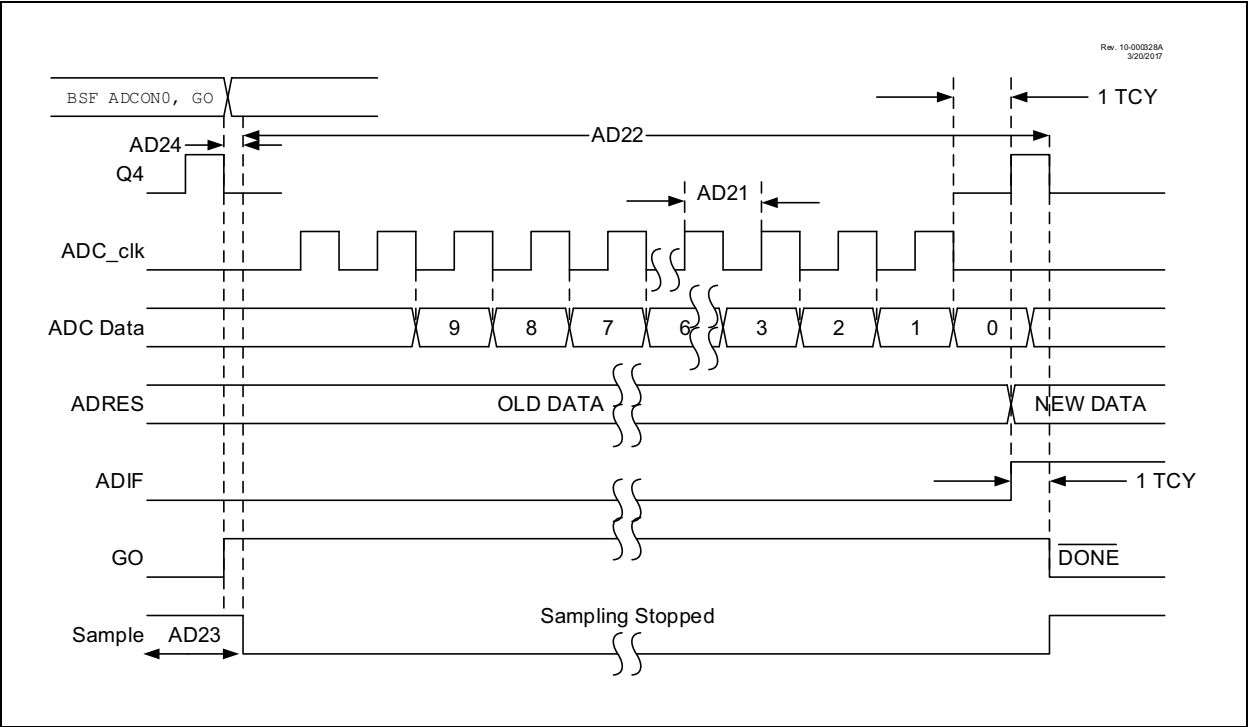 Rev. 10-000328A
3/20/2017
BSF ADCON0, GO
1 TCY
AD24
AD22
Q4
AD21
ADC_clk
ADC Data 9 8 7 6 3 2 1 0
ADRES OLD DATA NEW DATA
ADIF
1 TCY
GO DONE
Sampling Stopped
Sample AD23